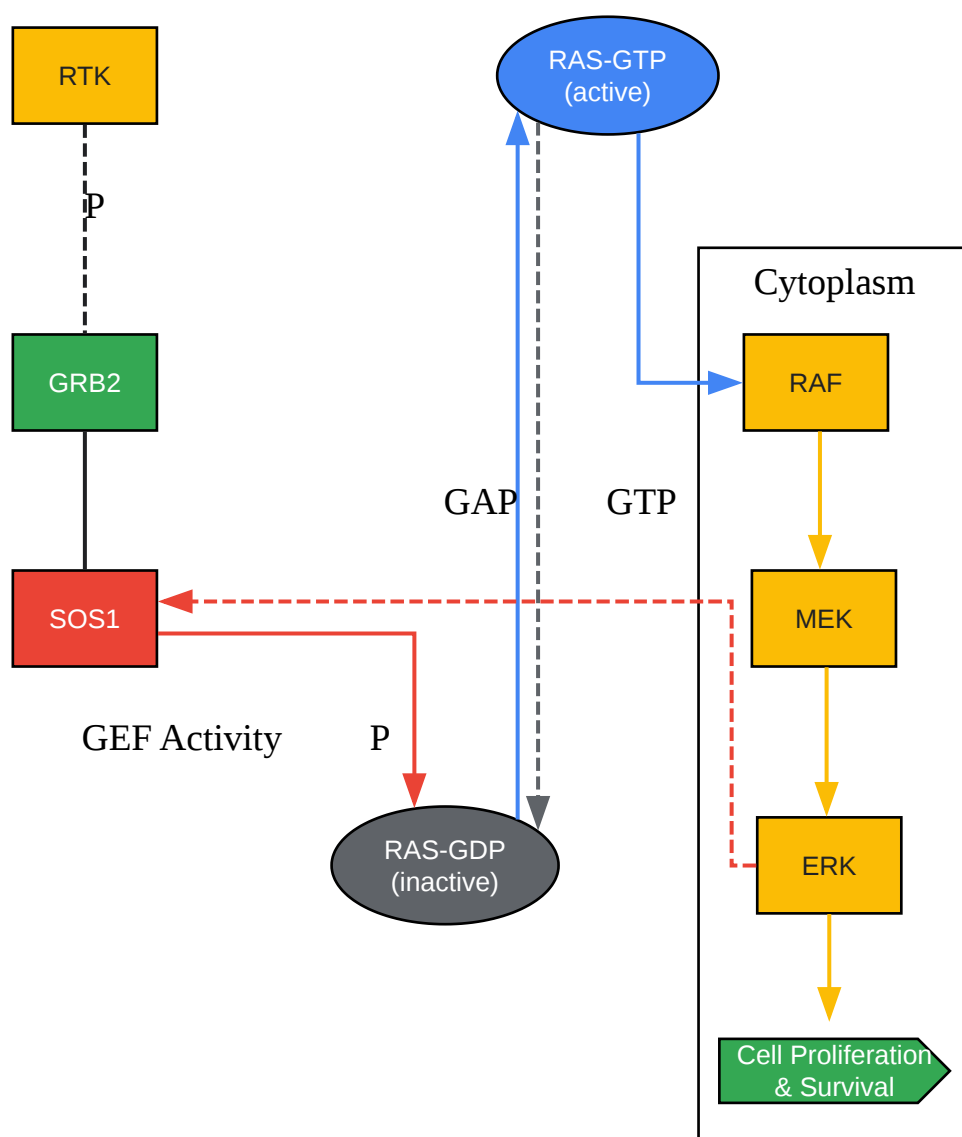 RTK
RAS-GTP
(active)
P
Cytoplasm
GRB2
RAF
GAP
GTP
SOS1
MEK
GEF Activity
P
RAS-GDP
(inactive)
ERK
Cell Proliferation
& Survival